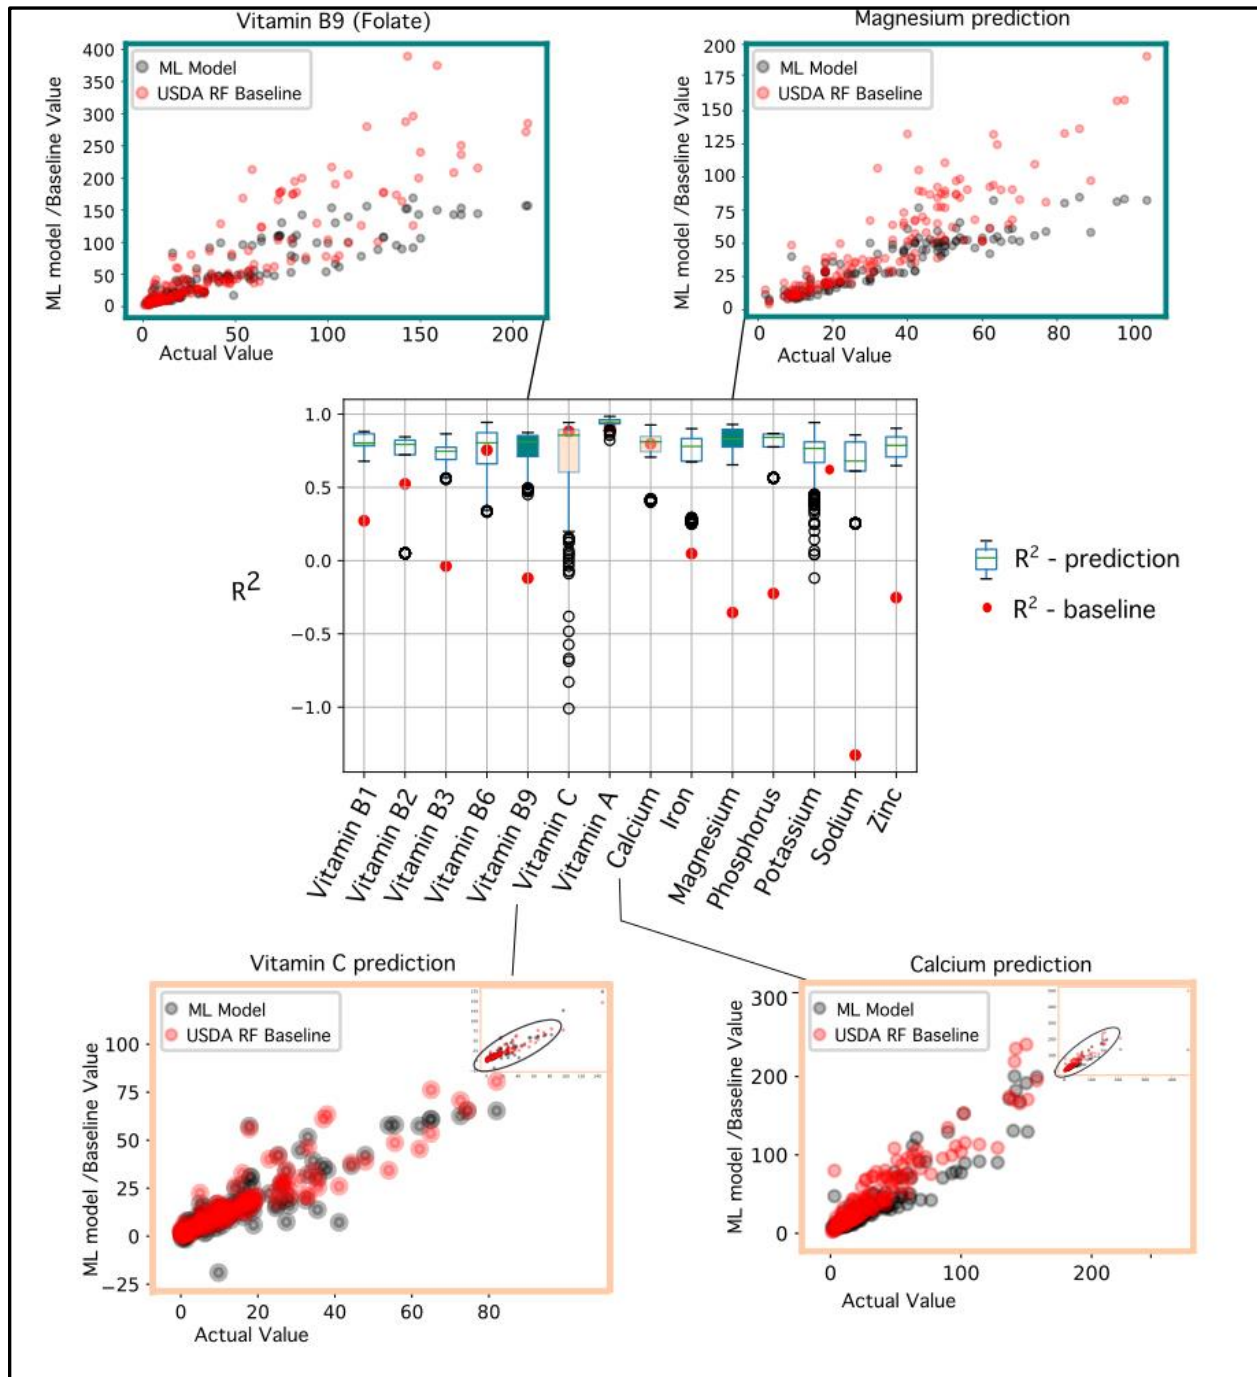 Vitamin B9 (Folate)
Magnesium prediction
ML model /Baseline Value
400
350
300
250
200
150
100
50
0
ML Model
USDA RF Baseline
0
50
100
150
200
Actual Value
ML model /Baseline Value
200
175
150
125
100
75
50
25
0
ML Model
USDA RF Baseline
0
20
40
60
80
100
Actual Value
R2
1.0
0.5
0.0
−0.5
−1.0
Vitamin B1
Vitamin B2
Vitamin B3
Vitamin B6
Vitamin B9
Vitamin C
Vitamin A
Calcium
Iron
Magnesium
Phosphorus
Potassium
Sodium
Zinc
R2 - prediction
R2 - baseline
Vitamin C prediction
Calcium prediction
ML model /Baseline Value
100
75
50
25
0
−25
ML Model
USDA RF Baseline
0
20
40
60
80
Actual Value
ML model /Baseline Value
300
200
100
0
ML Model
USDA RF Baseline
0
100
200
Actual Value